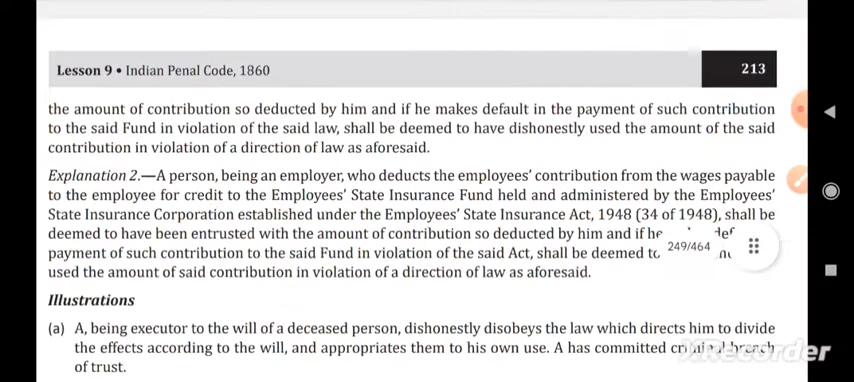 Lesson 9 • Indian Penal Code, 1860 213
the amount of contribution so deducted by him and if he makes default in the payment of such contribution
to the said Fund in violation of the said law, shall be deemed to have dishonestly used the amount of the said
contribution in violation of a direction of law as aforesaid.
Explanation 2.—A person, being an employer, who deducts the employees' contribution from the wages payable
to the employee for credit to the Employees' State Insurance Fund held and administered by the Employees'
State Insurance Corporation established under the Employees' State Insurance Act, 1948 (34 of 1948), shall be
deemed to have been entrusted with the amount of contribution so deducted by him and if he
payment of such contribution to the said Fund in violation of the said Act, shall be deemed to
249/464
used the amount of said contribution in violation of a direction of law as aforesaid.
Illustrations
(a) A, being executor to the will of a deceased person, dishonestly disobeys the law which directs him to divide
the effects according to the will, and appropriates them to his own use. A has committed criminal breach
of trust.
XRecorder